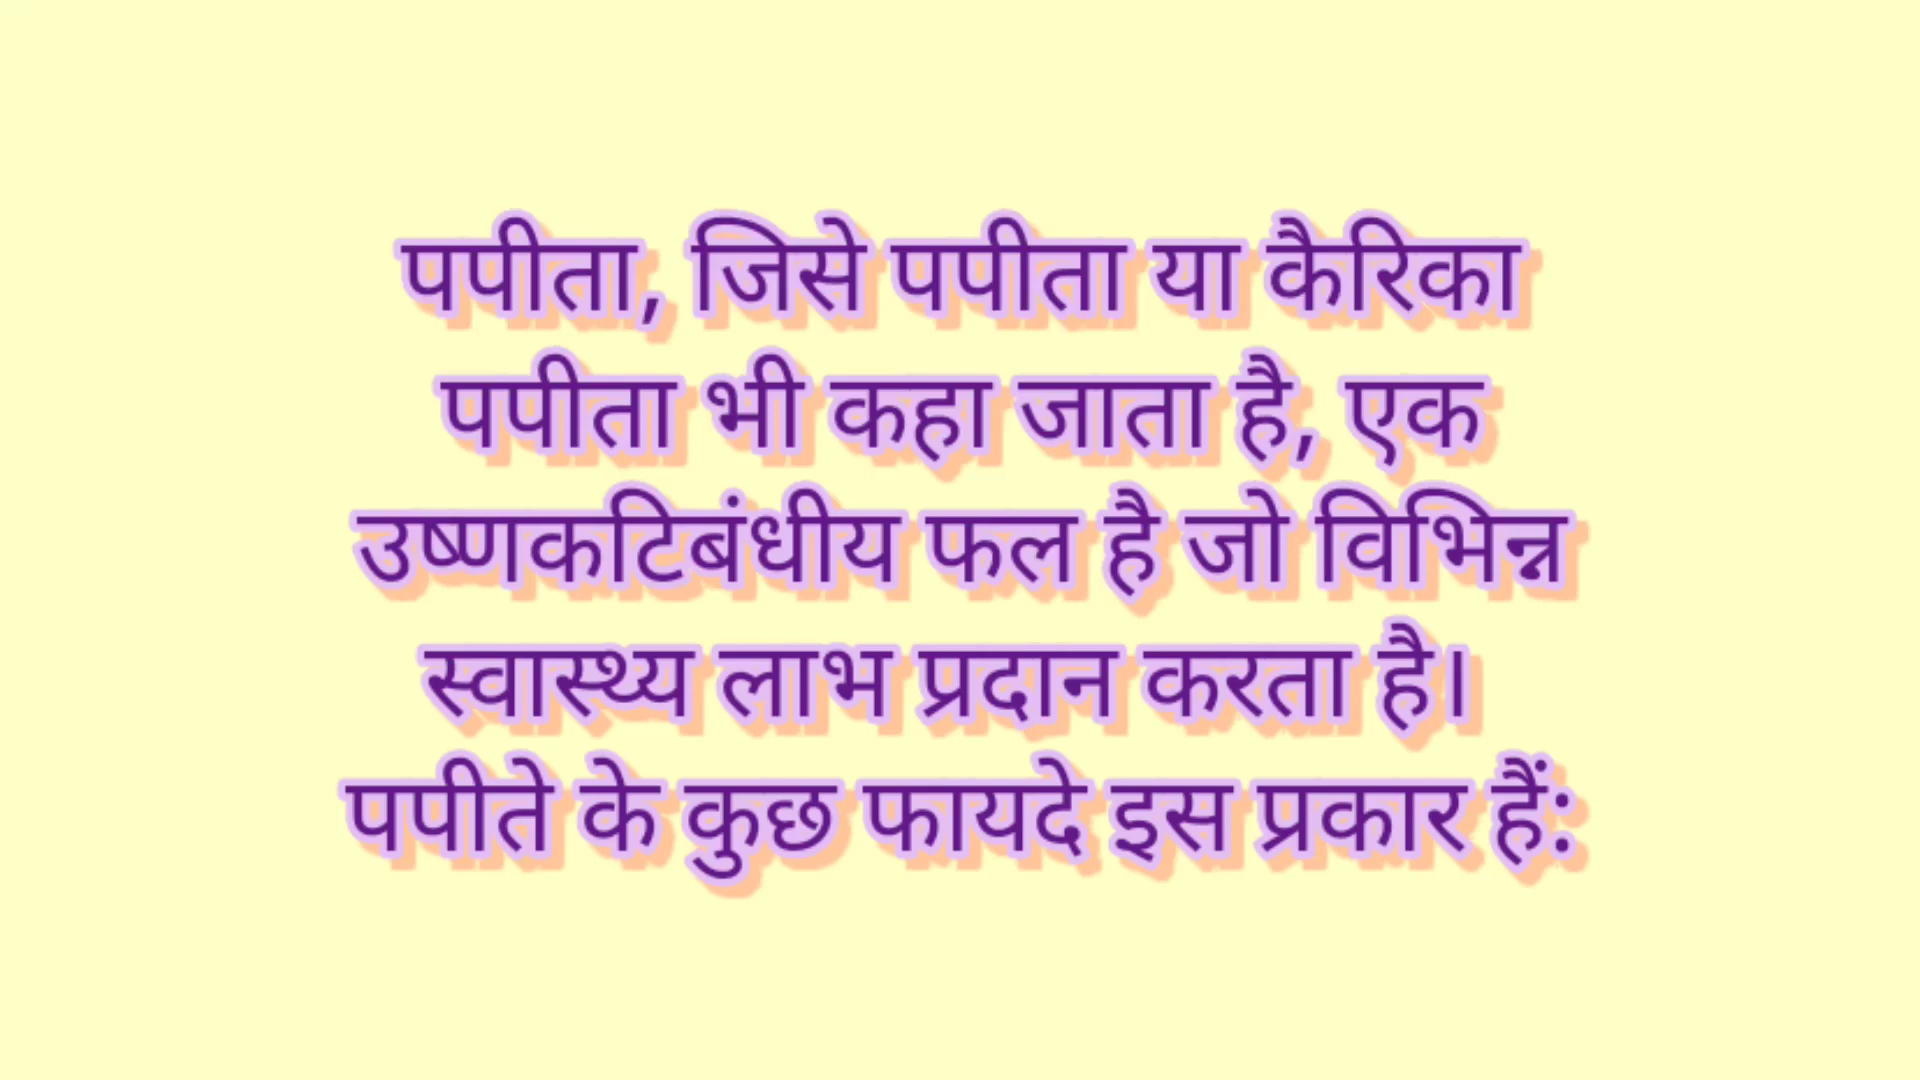 पपीता, जिसे पपीता या कैरिका
पपीता भी कहा जाता है, एक
उष्णकटिबंधीय फल है जो विभिन्न
स्वास्थ्य लाभ प्रदान करता है।
पपीते के कुछ फायदे इस प्रकार हैं: